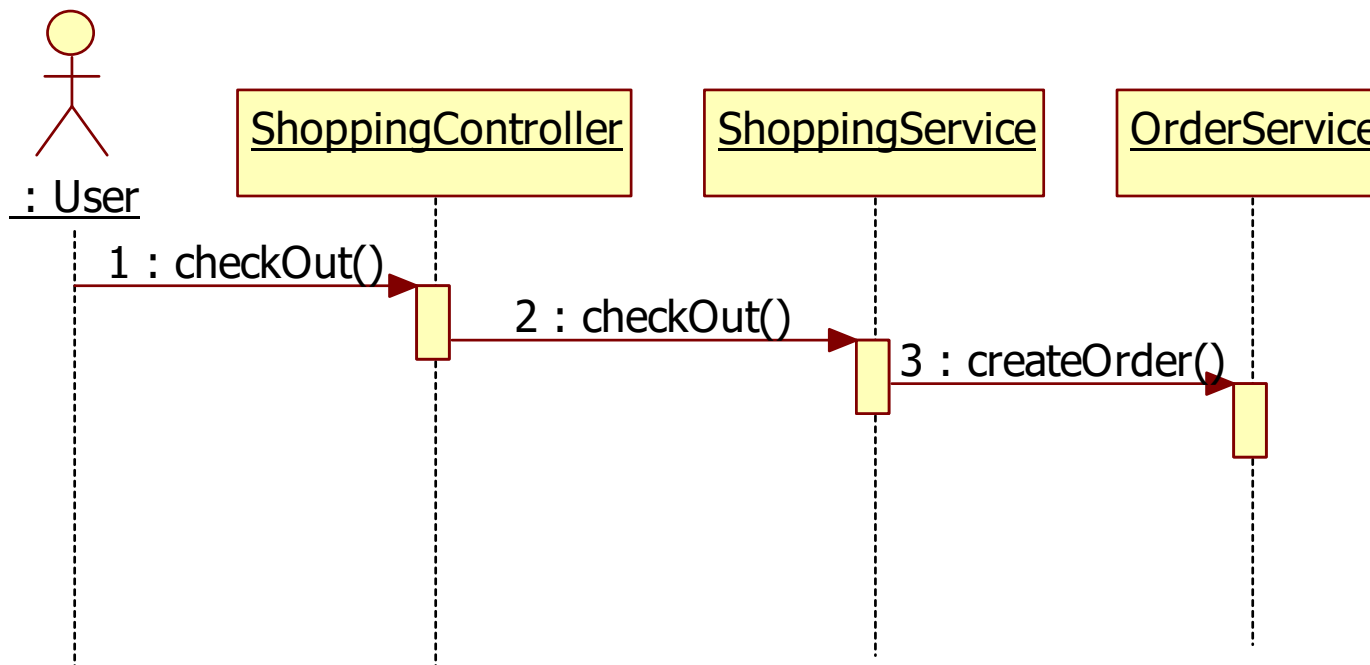 ShoppingController
ShoppingService
OrderService
: User
1 : checkOut()
2 : checkOut()
3 : createOrder()